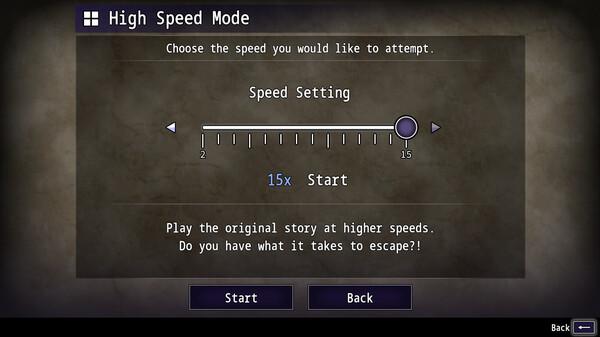 High Speed Mode
Choose the speed you would like to attempt.
Speed Setting
2 15
15x Start
Play the original story at higher speeds.
Do you have what it takes to escape?!
Start Back
Back